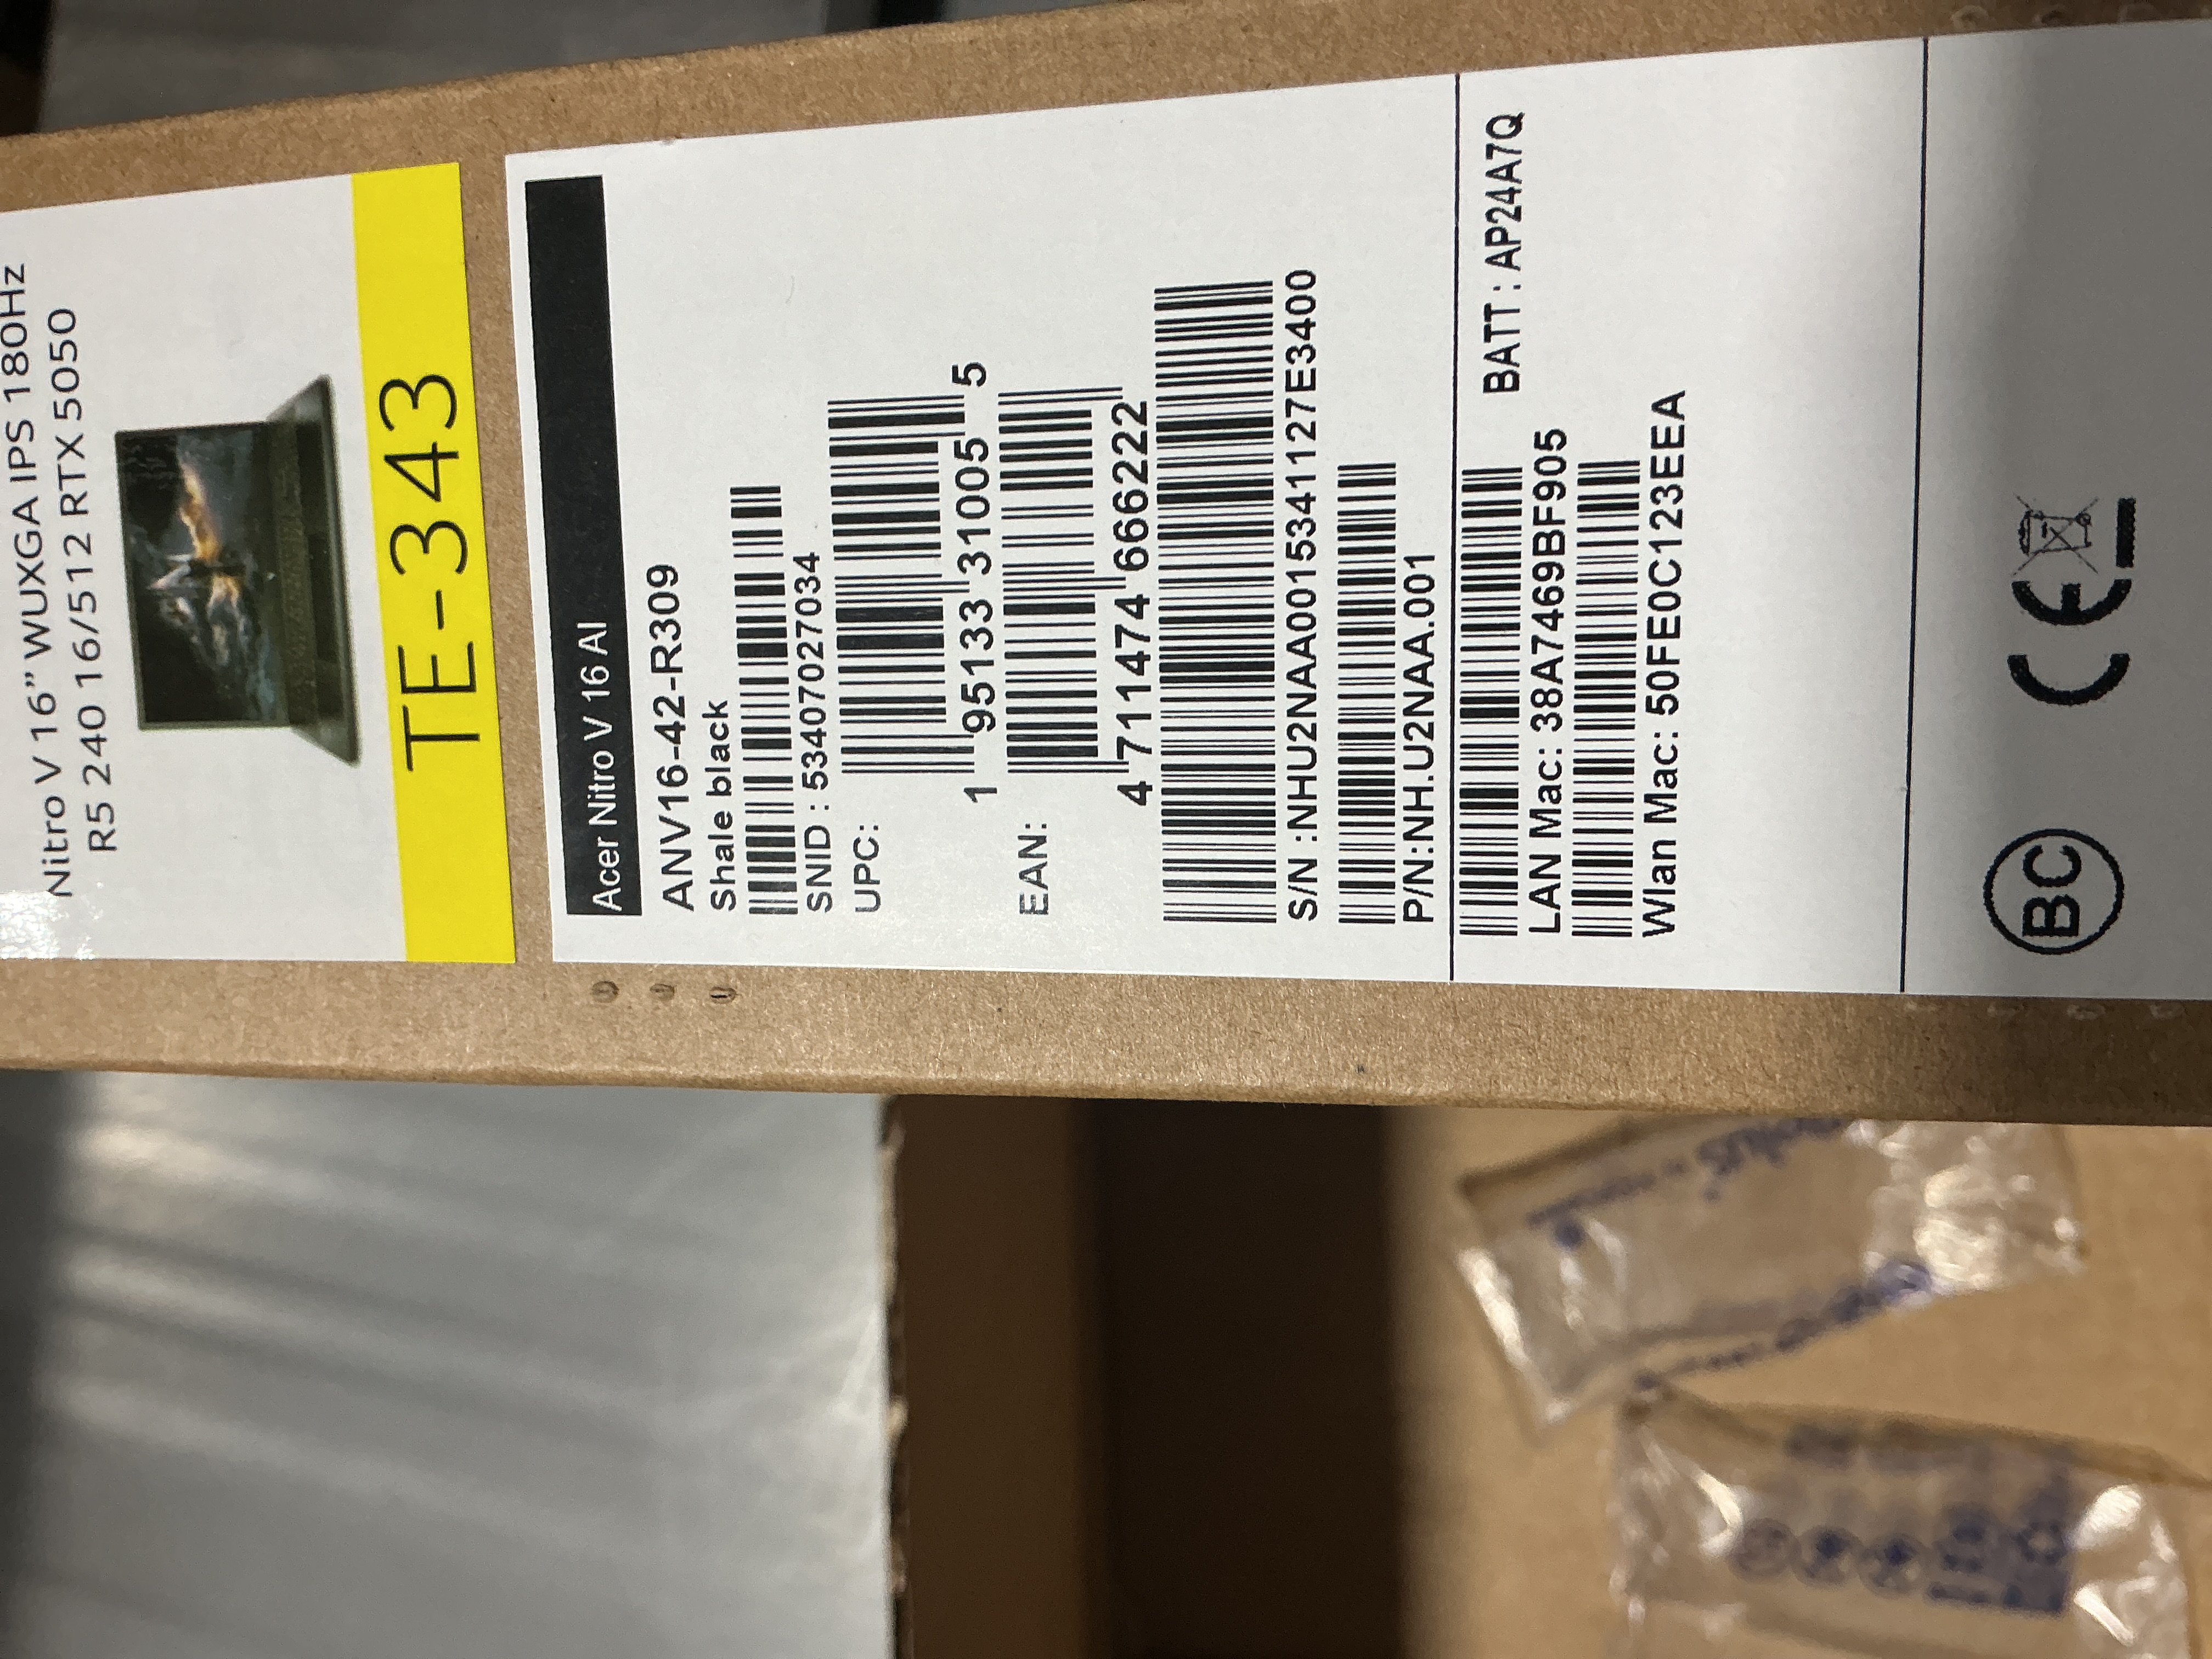 Nitro V 16” WUXGA IPS 180Hz
R5 240 16/512 RTX 5050
TE-343
Acer Nitro V 16 AI
ANV16-42-R309
Shale black
SNID : 53407027034
UPC:
1 95133 31005 5
EAN:
4 711474 666222
S/N :NHU2NAA0015341127E3400
P/N:NH.U2NAA.001
LAN Mac: 38A7469BF905
BATT : AP24A7Q
Wlan Mac: 50FE0C123EEA
BC
CE